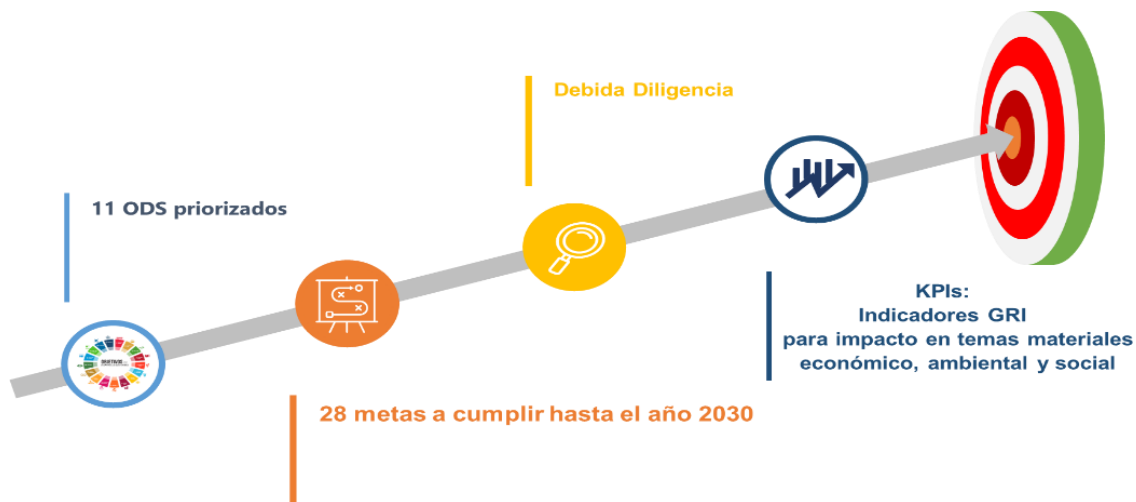 11 ODS priorizados
28 metas a cumplir hasta el año 2030
Debida Diligencia
KPIs:
Indicadores GRI
para impacto en temas materiales
económico, ambiental y social